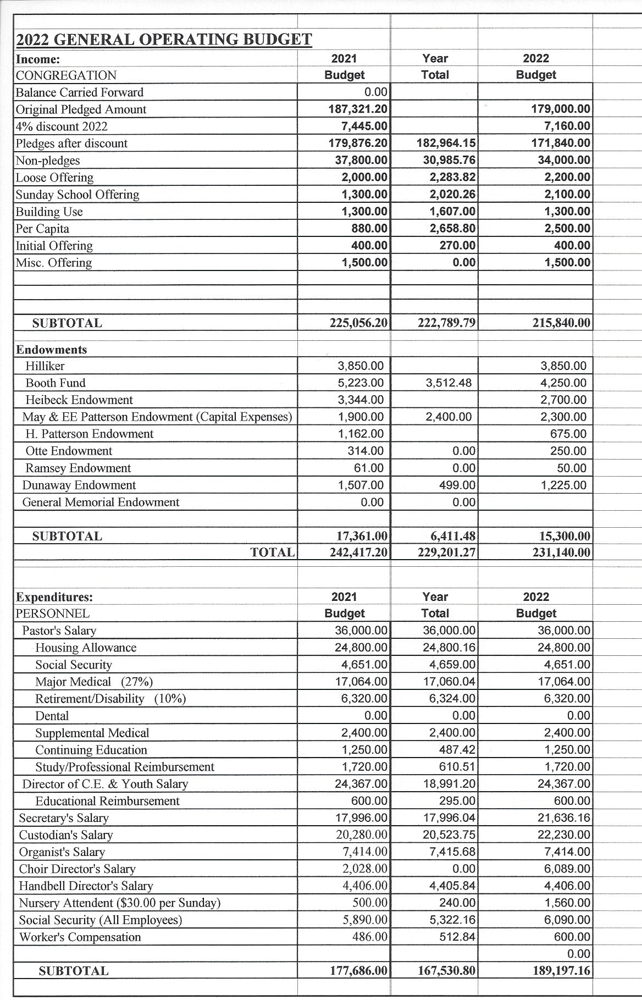 2022 GENERAL OPERATING BUDGET
Income: 2021 Year 2022
CONGREGATION Budget Total Budget
Balance Carried Forward 0.00
Original Pledged Amount 187,321.20 179,000.00
4% discount 2022 7,445.00 7,160.00
Pledges after discount 179,876.20 182,964.15 171,840.00
Non-pledges 37,800.00 30,985.76 34,000.00
Loose Offering 2,000.00 2,283.82 2,200.00
Sunday School Offering 1,300.00 2,020.26 2,100.00
Building Use 1,300.00 1,607.00 1,300.00
Per Capita 880.00 2,658.80 2,500.00
Initial Offering 400.00 270.00 400.00
Misc. Offering 1,500.00 0.00 1,500.00
SUBTOTAL 225,056.20 222,789.79 215,840.00
Endowments
Hilliker 3,850.00 3,850.00
Booth Fund 5,223.00 3,512.48 4,250.00
Heibeck Endowment 3,344.00 2,700.00
May & EE Patterson Endowment (Capital Expenses) 1,900.00 2,400.00 2,300.00
H. Patterson Endowment 1,162.00 675.00
Otte Endowment 314.00 0.00 250.00
Ramsey Endowment 61.00 0.00 50.00
Dunaway Endowment 1,507.00 499.00 1,225.00
General Memorial Endowment 0.00 0.00
SUBTOTAL 17,361.00 6,411.48 15,300.00
TOTAL 242,417.20 229,201.27 231,140.00
Expenditures: 2021 Year 2022
PERSONNEL Budget Total Budget
Pastor's Salary 36,000.00 36,000.00 36,000.00
Housing Allowance 24,800.00 24,800.16 24,800.00
Social Security 4,651.00 4,659.00 4,651.00
Major Medical (27%) 17,064.00 17,060.04 17,064.00
Retirement/Disability (10%) 6,320.00 6,324.00 6,320.00
Dental 0.00 0.00 0.00
Supplemental Medical 2,400.00 2,400.00 2,400.00
Continuing Education 1,250.00 487.42 1,250.00
Study/Professional Reimbursement 1,720.00 610.51 1,720.00
Director of C.E. & Youth Salary 24,367.00 18,991.20 24,367.00
Educational Reimbursement 600.00 295.00 600.00
Secretary's Salary 17,996.00 17,996.04 21,636.16
Custodian's Salary 20,280.00 20,523.75 22,230.00
Organist's Salary 7,414.00 7,415.68 7,414.00
Choir Director's Salary 2,028.00 0.00 6,089.00
Handbell Director's Salary 4,406.00 4,405.84 4,406.00
Nursery Attendent ($30.00 per Sunday) 500.00 240.00 1,560.00
Social Security (All Employees) 5,890.00 5,322.16 6,090.00
Worker's Compensation 486.00 512.84 600.00
0.00
SUBTOTAL 177,686.00 167,530.80 189,197.16